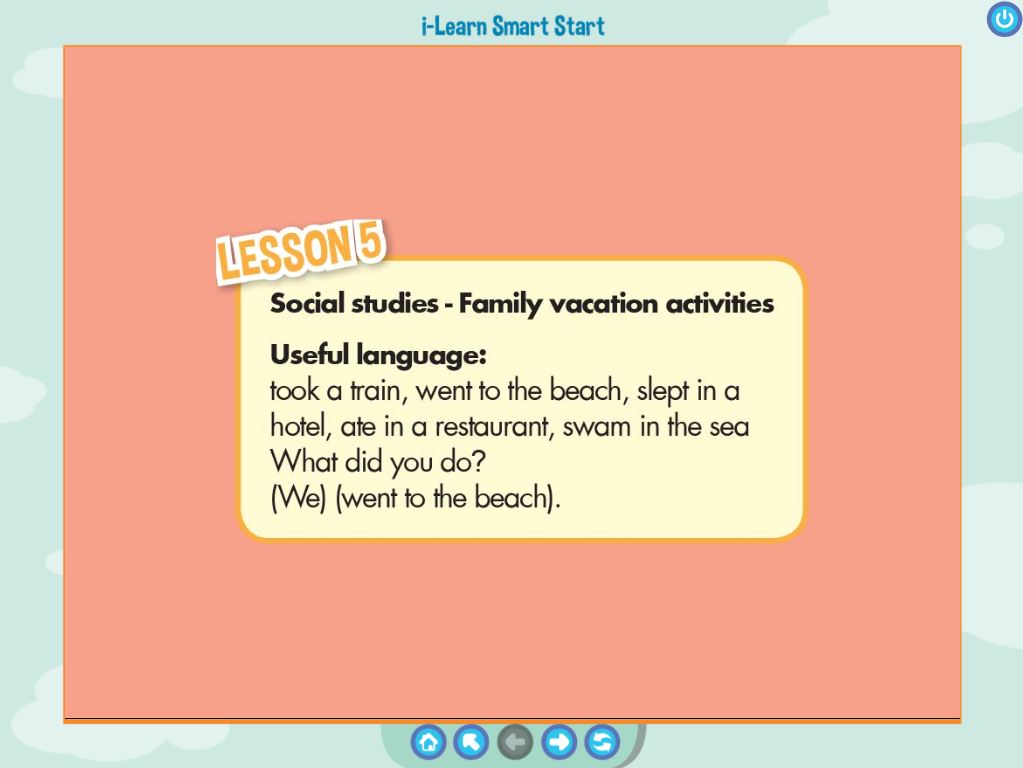 i-Learn Smart Start
LESSON 5
Social studies - Family vacation activities
Useful language:
took a train, went to the beach, slept in a
hotel, ate in a restaurant, swam in the sea
What did you do?
(We) (went to the beach).